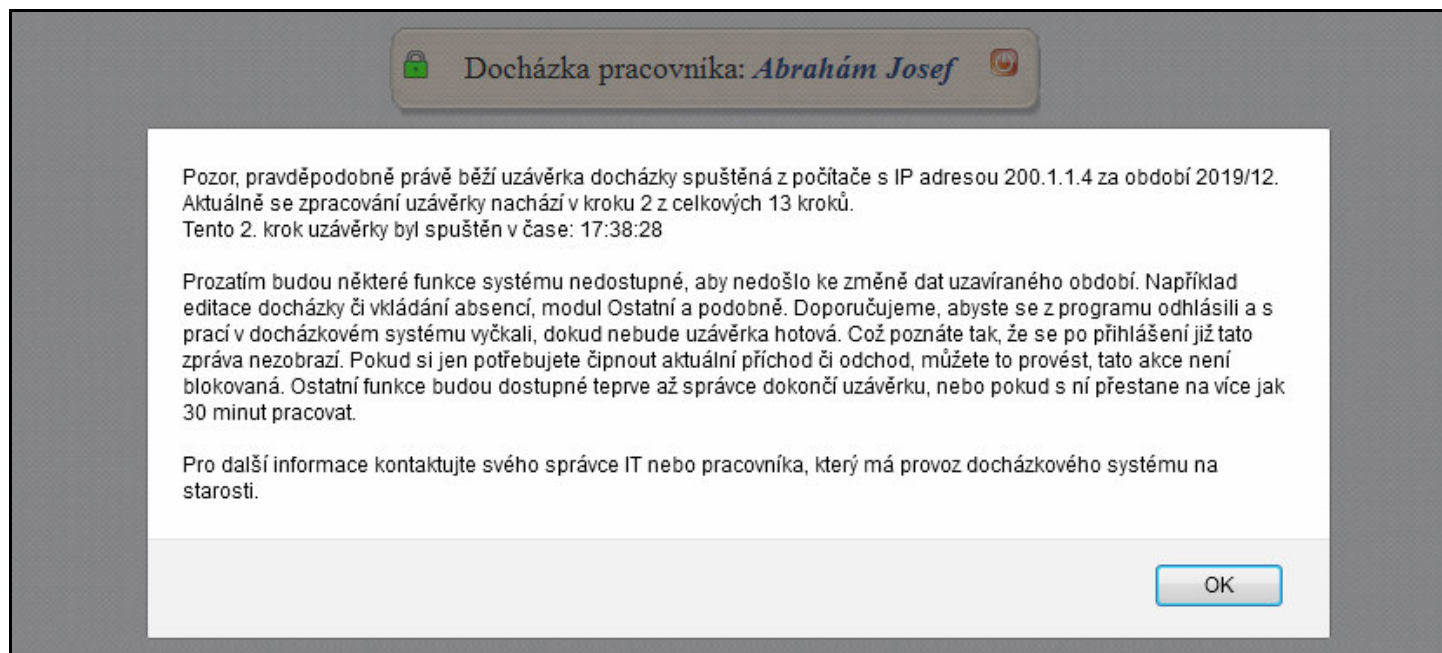 Docházka pracovníka: Abrahám Josef
Pozor, pravděpodobně právě běží uzávěrka docházky spuštěná z počítače s IP adresou 200.1.1.4 za období 2019/12.
Aktuálně se zpracování uzávěrky nachází v kroku 2 z celkových 13 kroků.
Tento 2. krok uzávěrky byl spuštěn v čase: 17:38:28
Prozatím budou některé funkce systému nedostupné, aby nedošlo ke změně dat uzavíraného období. Například
editace docházky či vkládání absencí, modul Ostatní a podobně. Doporučujeme, abyste se z programu odhlásili a s
prací v docházkovém systému vyčkali, dokud nebude uzávěrka hotová. Což poznáte tak, že se po přihlášení již tato
zpráva nezobrazí. Pokud si jen potřebujete čipnout aktuální příchod či odchod, můžete to provést, tato akce není
blokovaná. Ostatní funkce budou dostupné teprve až správce dokončí uzávěrku, nebo pokud s ní přestane na více jak
30 minut pracovat.
Pro další informace kontaktujte svého správce IT nebo pracovníka, který má provoz docházkového systému na
starosti.
OK